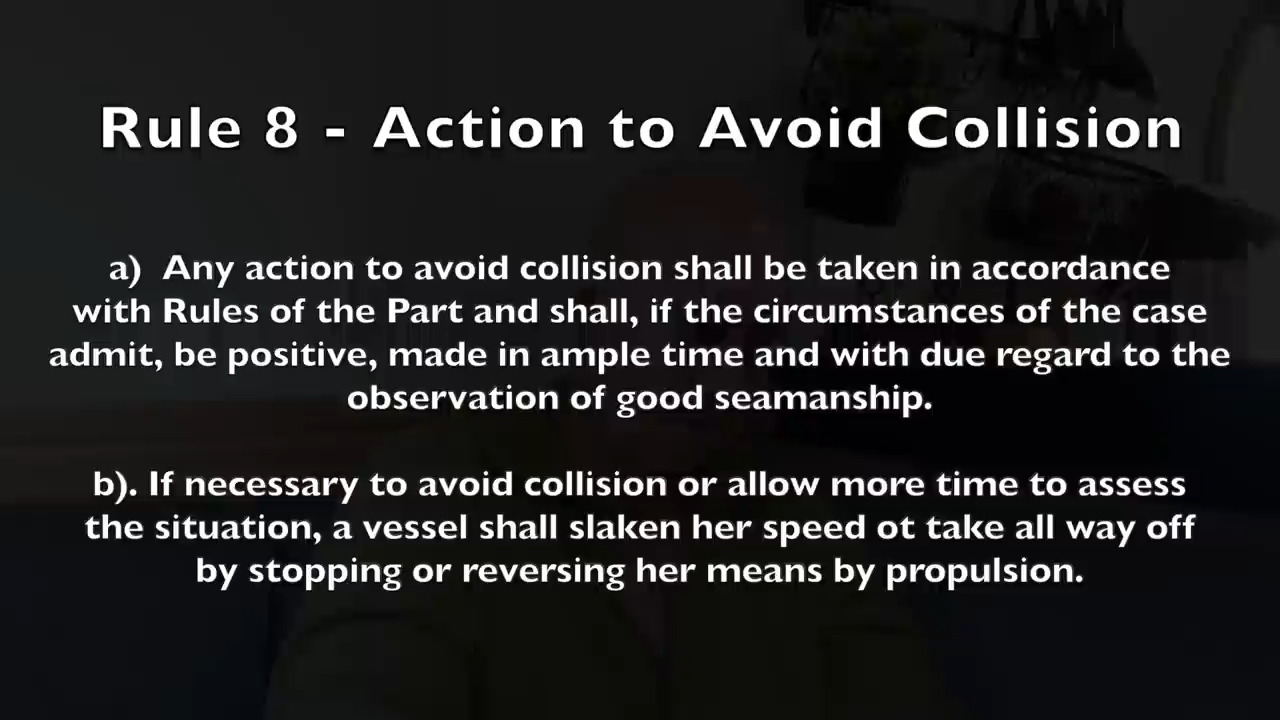 Rule 8 - Action to Avoid Collision
a)  Any action to avoid collision shall be taken in accordance
with Rules of the Part and shall, if the circumstances of the case
admit, be positive, made in ample time and with due regard to the
observation of good seamanship.
b). If necessary to avoid collision or allow more time to assess
the situation, a vessel shall slaken her speed ot take all way off
by stopping or reversing her means by propulsion.